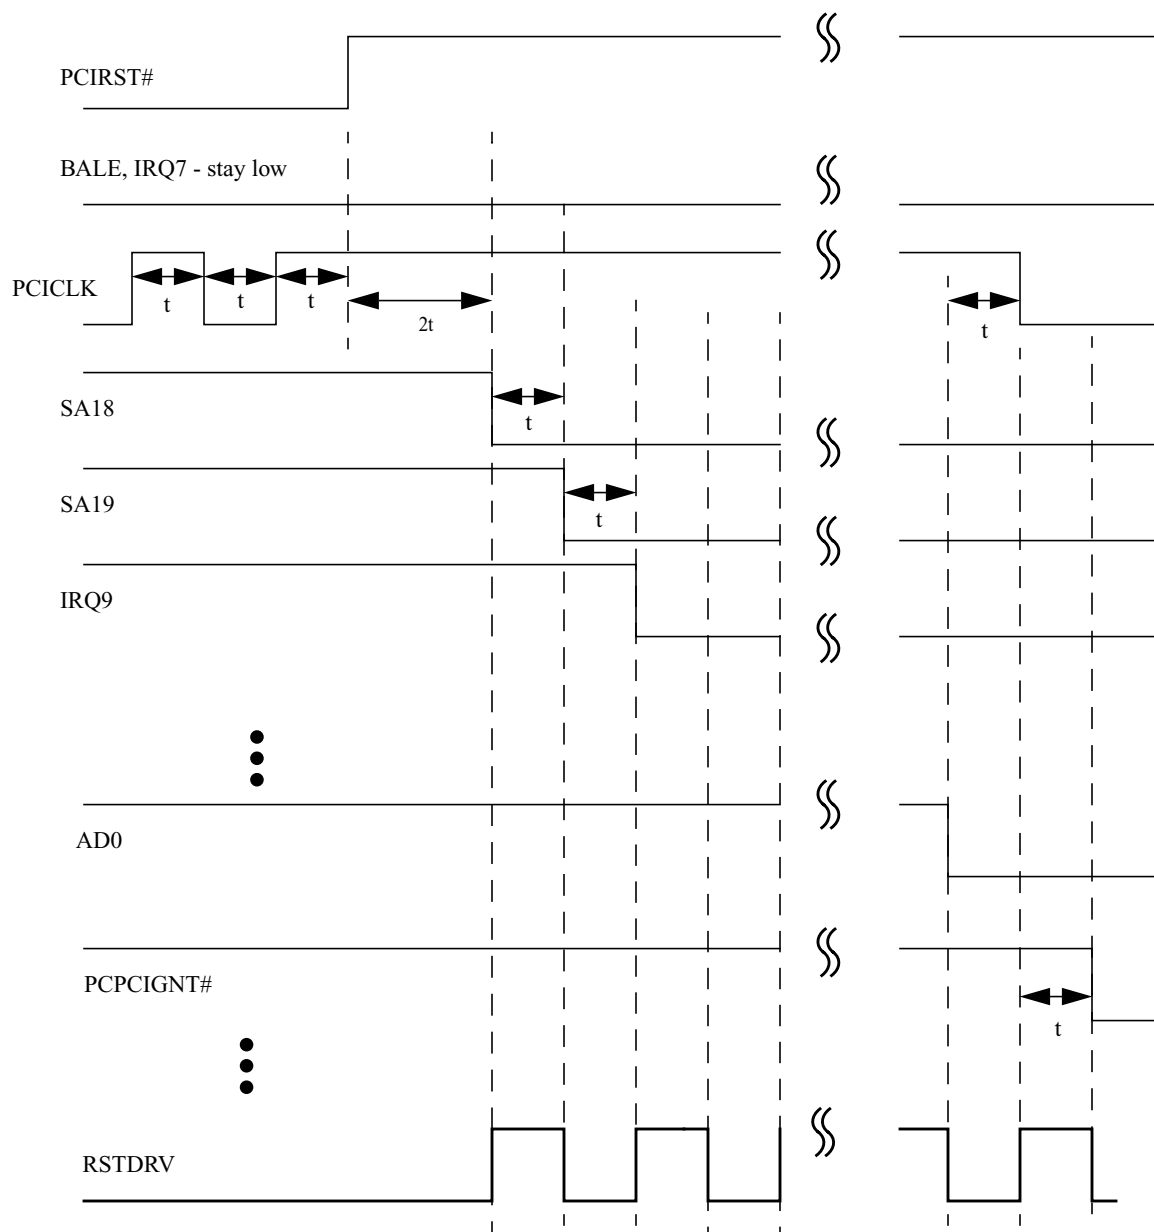 PCIRST#
BALE, IRQ7 - stay low
PCICLK
t
t
t
2t
t
SA18
t
SA19
t
IRQ9
AD0
PCPCIGNT#
t
RSTDRV